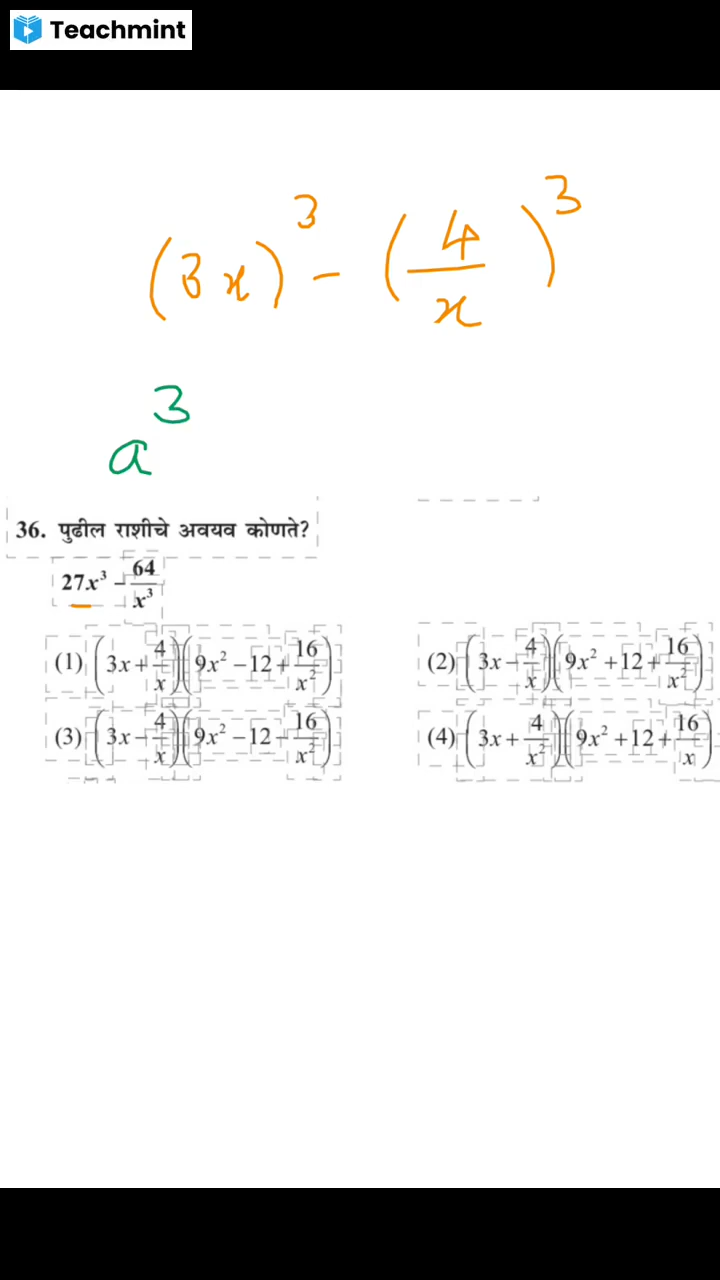 Teachmint
(3x)³ - (4/x)³
a³
36. पुढील राशीचे अवयव कोणते?
27x³ - 64/x³
(1) (3x + 4/x)(9x² - 12 + 16/x²) (2) (3x - 4/x)(9x² + 12 + 16/x²)
(3) (3x - 4/x)(9x² - 12 - 16/x²) (4) (3x + 4/x²)(9x² + 12 + 16/x)